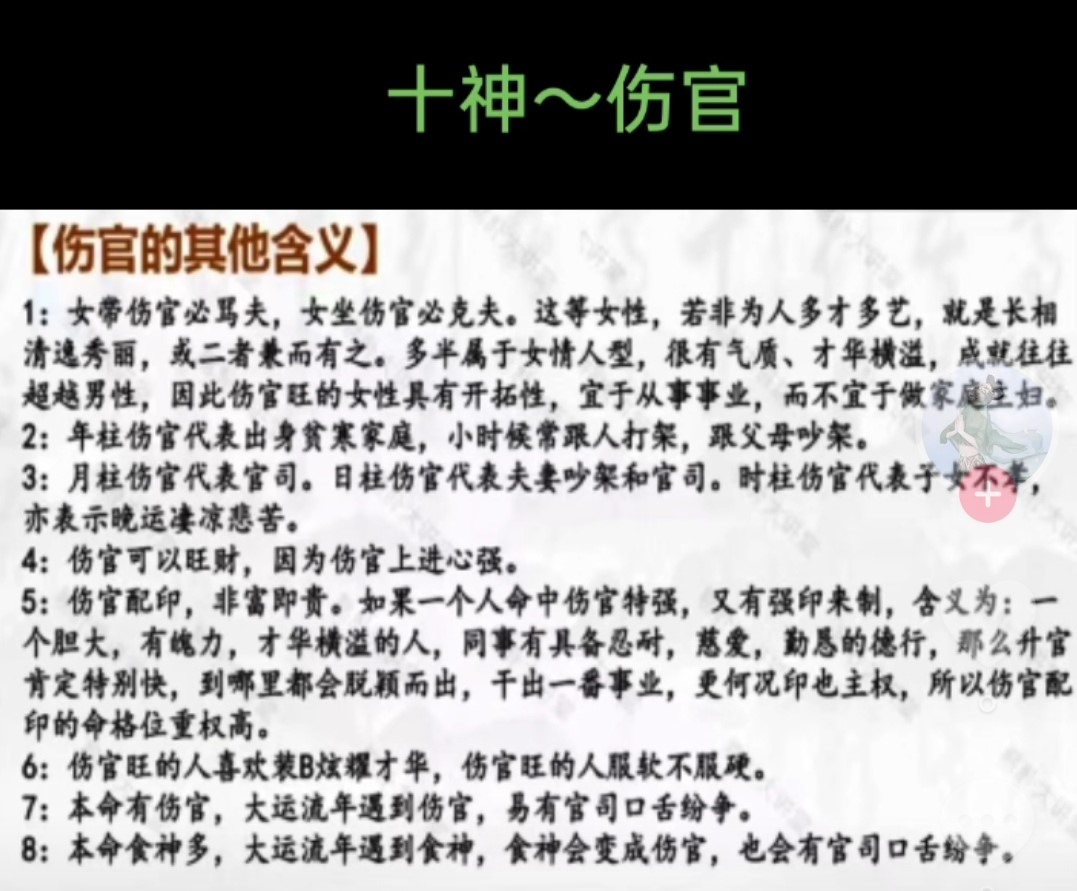 十神～伤官
【伤官的其他含义】
1：女带伤官必骂夫，女坐伤官必克夫。这等女性，若非为人多才多艺，就是长相
清逸秀丽，或二者兼而有之。多半属于女情人型，很有气质、才华横溢，成就往往
超越男性，因此伤官旺的女性具有开拓性，宜于从事事业，而不宜于做家庭主妇。
2：年柱伤官代表出身贫寒家庭，小时候常跟人打架，跟父母吵架。
3：月柱伤官代表官司。日柱伤官代表夫妻吵架和官司。时柱伤官代表子女不孝，
亦表示晚运凄凉悲苦。
4：伤官可以旺财，因为伤官上进心强。
5：伤官配印，非富即贵。如果一个人命中伤官特强，又有强印来制，含义为：一
个胆大，有魄力，才华横溢的人，同事有具备忍耐，慈爱，勤恳的德行，那么升官
肯定特别快，到哪里都会脱颖而出，干出一番事业，更何况印也主权，所以伤官配
印的命格位重权高。
6：伤官旺的人喜欢装B炫耀才华，伤官旺的人服软不服硬。
7：本命有伤官，大运流年遇到伤官，易有官司口舌纷争。
8：本命食神多，大运流年遇到食神，食神会变成伤官，也会有官司口舌纷争。